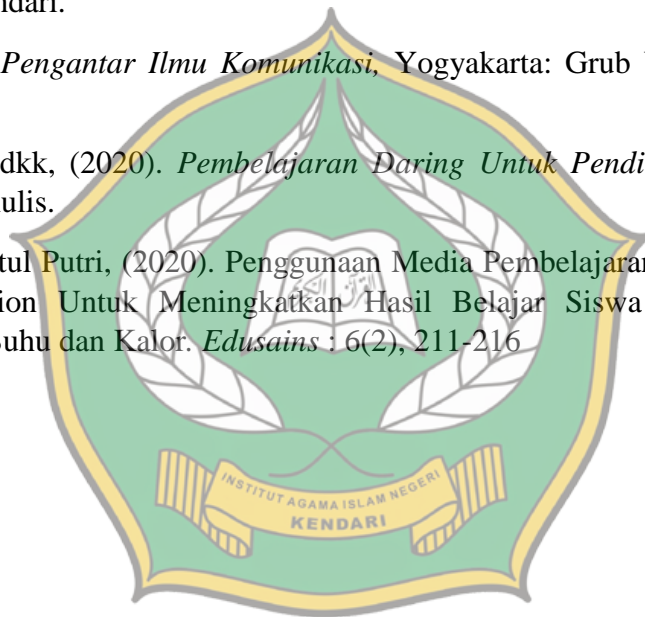 ndari.
Pengantar Ilmu Komunikasi, Yogyakarta: Grub
dkk, (2020). Pembelajaran Daring Untuk Pendi
ulis.
tul Putri, (2020). Penggunaan Media Pembelajaran
ion Untuk Meningkatkan Hasil Belajar Siswa
Suhu dan Kalor. Edusains : 6(2), 211-216
INSTITUT AGAMA ISLAM NEGERI
KENDARI